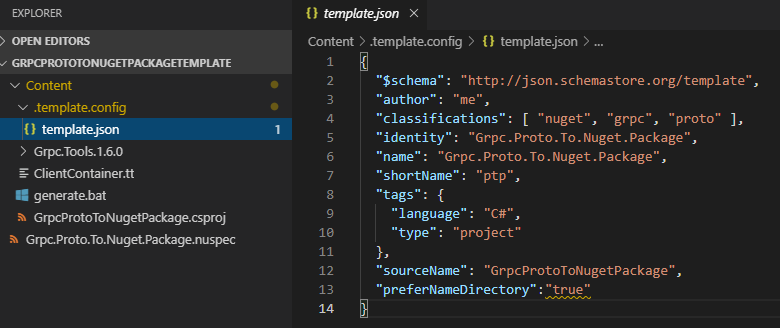 EXPLORER
OPEN EDITORS
GRPCPROTOTONUGETPACKAGETEMPLATE
Content
.template.config
{} template.json 1
Grpc.Tools.1.6.0
ClientContainer.tt
generate.bat
GrpcProtoToNugetPackage.csproj
Grpc.Proto.To.Nuget.Package.nuspec
{} template.json ×
Content > .template.config > {} template.json > ...
1 {
2 "$schema": "http://json.schemastore.org/template",
3 "author": "me",
4 "classifications": [ "nuget", "grpc", "proto" ],
5 "identity": "Grpc.Proto.To.Nuget.Package",
6 "name": "Grpc.Proto.To.Nuget.Package",
7 "shortName": "ptp",
8 "tags": {
9 "language": "C#",
10 "type": "project"
11 },
12 "sourceName": "GrpcProtoToNugetPackage",
13 "preferNameDirectory":"true"
14 }